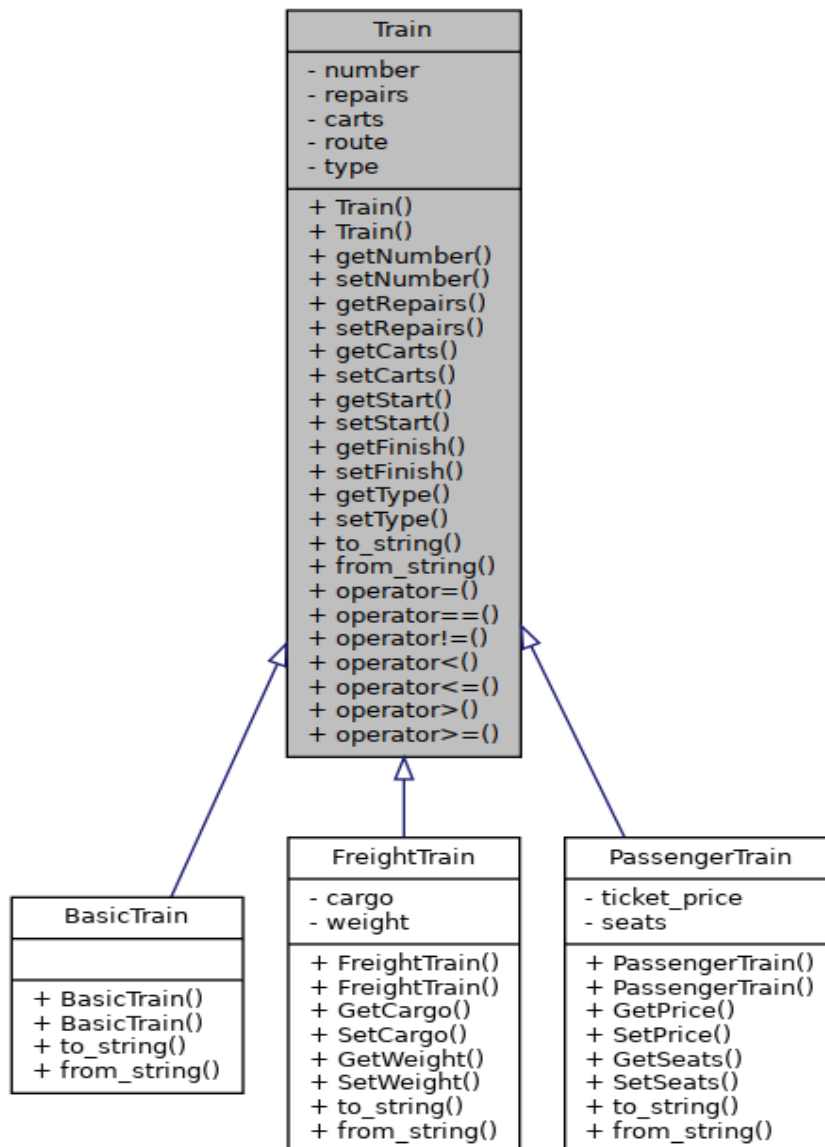 Train
- number
- repairs
- carts
- route
- type
+ Train()
+ Train()
+ getNumber()
+ setNumber()
+ getRepairs()
+ setRepairs()
+ getCarts()
+ setCarts()
+ getStart()
+ setStart()
+ getFinish()
+ setFinish()
+ getType()
+ setType()
+ to_string()
+ from_string()
+ operator=()
+ operator==()
+ operator!=()
+ operator<()
+ operator<=()
+ operator>()
+ operator>=()
BasicTrain
+ BasicTrain()
+ BasicTrain()
+ to_string()
+ from_string()
FreightTrain
- cargo
- weight
+ FreightTrain()
+ FreightTrain()
+ GetCargo()
+ SetCargo()
+ GetWeight()
+ SetWeight()
+ to_string()
+ from_string()
PassengerTrain
- ticket_price
- seats
+ PassengerTrain()
+ PassengerTrain()
+ GetPrice()
+ SetPrice()
+ GetSeats()
+ SetSeats()
+ to_string()
+ from_string()